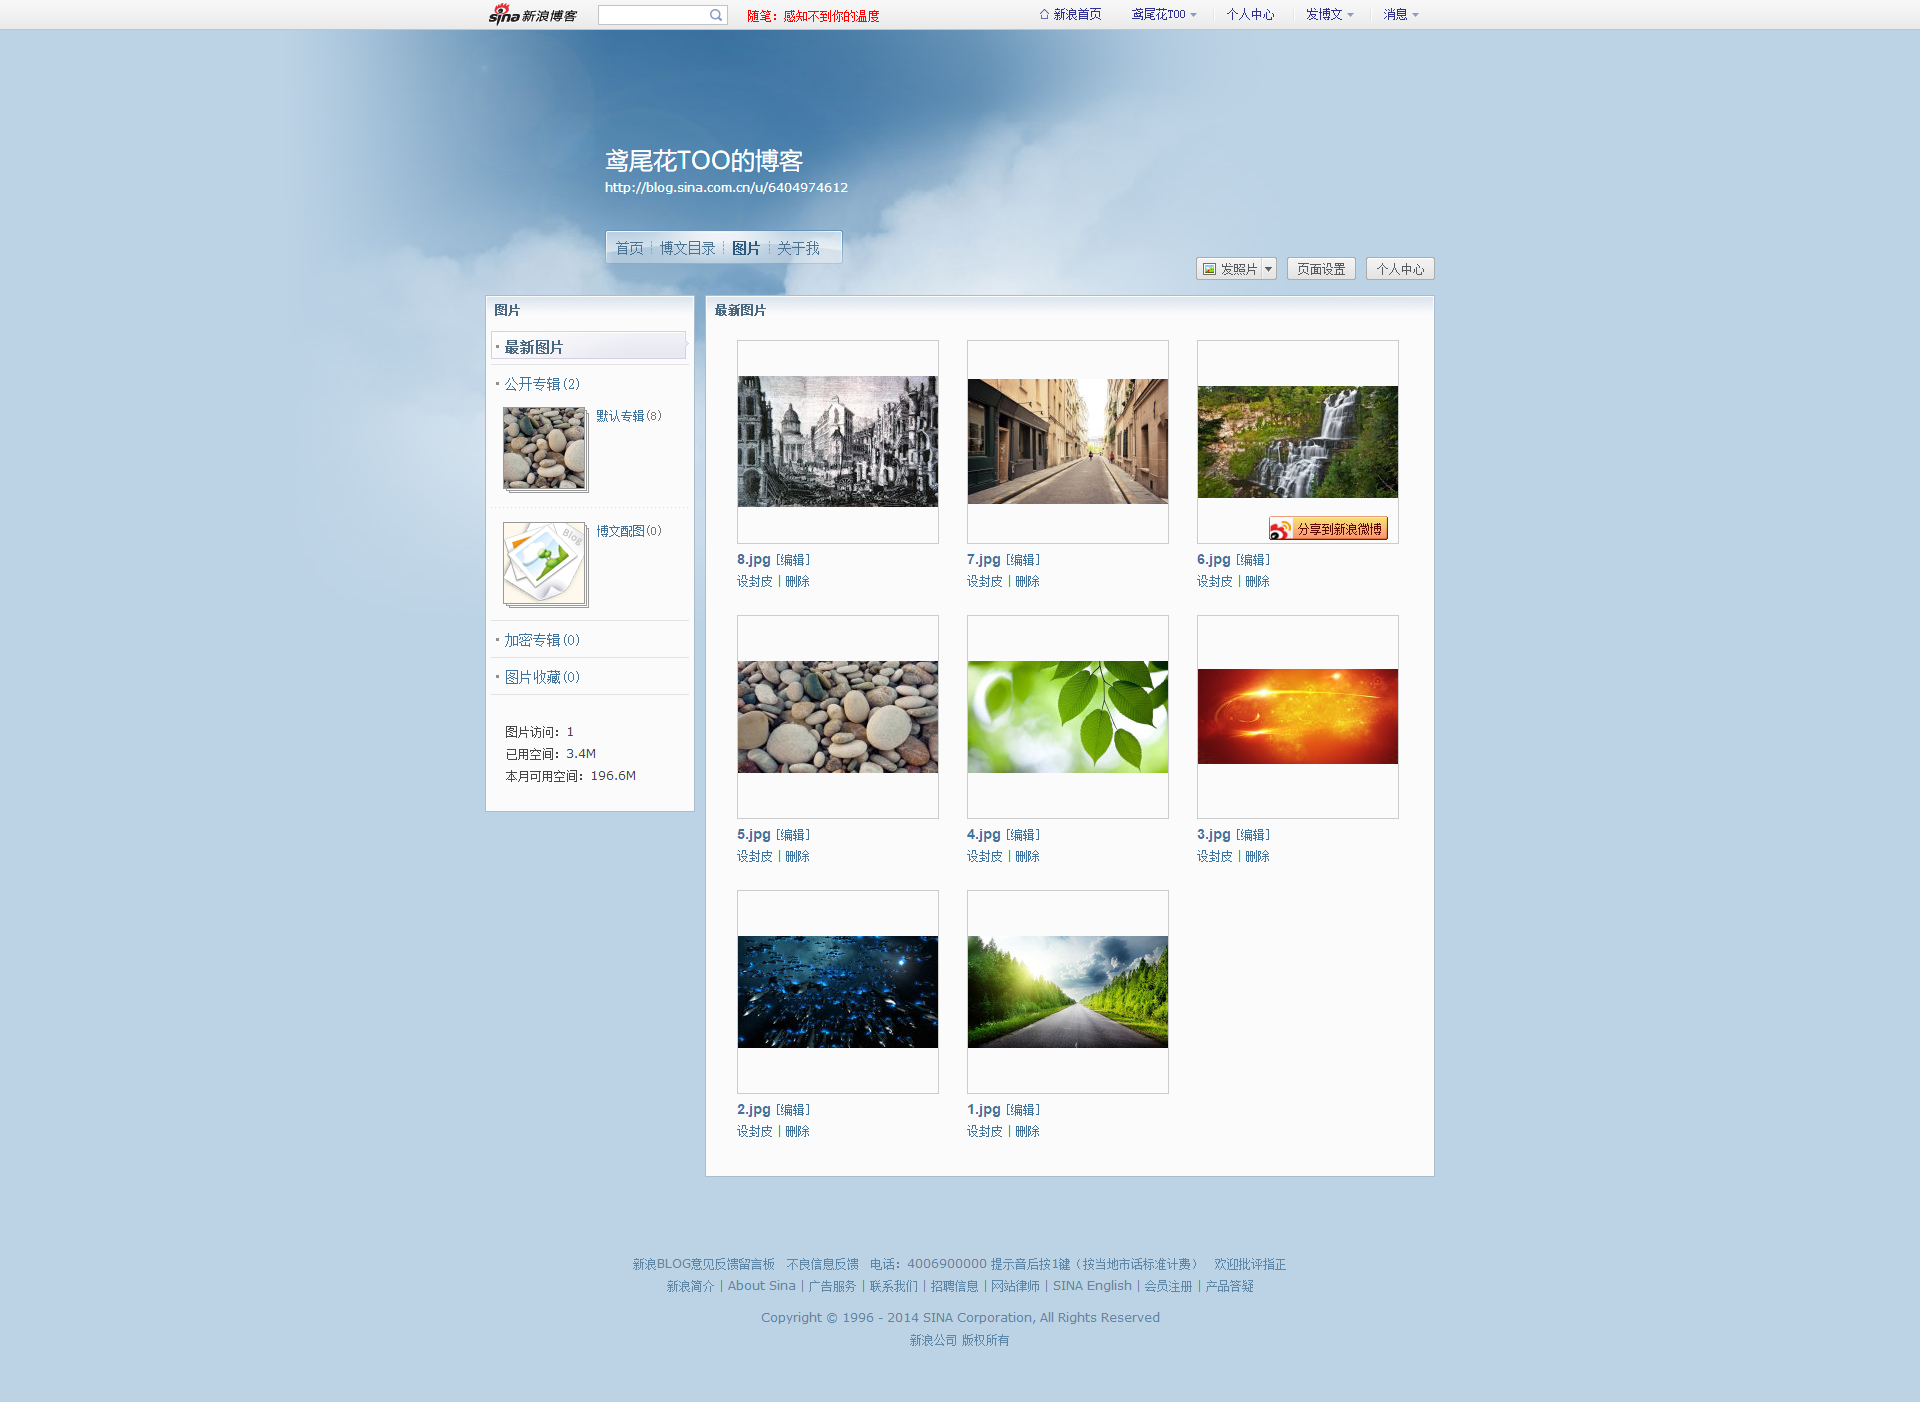 sina 新浪博客 随笔：感知不到你的温度 新浪首页 鸢尾花TOO 个人中心 发博文 消息
鸢尾花TOO的博客
http://blog.sina.com.cn/u/6404974612
首页 博文目录 图片 关于我
发照片 页面设置 个人中心
图片
最新图片
公开专辑(2)
默认专辑(8)
Blog
博文配图(0)
加密专辑(0)
图片收藏(0)
图片访问：1
已用空间：3.4M
本月可用空间：196.6M
最新图片
分享到新浪微博
8.jpg [编辑] 7.jpg [编辑] 6.jpg [编辑]
设封皮 | 删除 设封皮 | 删除 设封皮 | 删除
5.jpg [编辑] 4.jpg [编辑] 3.jpg [编辑]
设封皮 | 删除 设封皮 | 删除 设封皮 | 删除
2.jpg [编辑] 1.jpg [编辑]
设封皮 | 删除 设封皮 | 删除
新浪BLOG意见反馈留言板 不良信息反馈 电话：4006900000 提示音后按1键（按当地市话标准计费） 欢迎批评指正
新浪简介 | About Sina | 广告服务 | 联系我们 | 招聘信息 | 网站律师 | SINA English | 会员注册 | 产品答疑
Copyright © 1996 - 2014 SINA Corporation, All Rights Reserved
新浪公司 版权所有